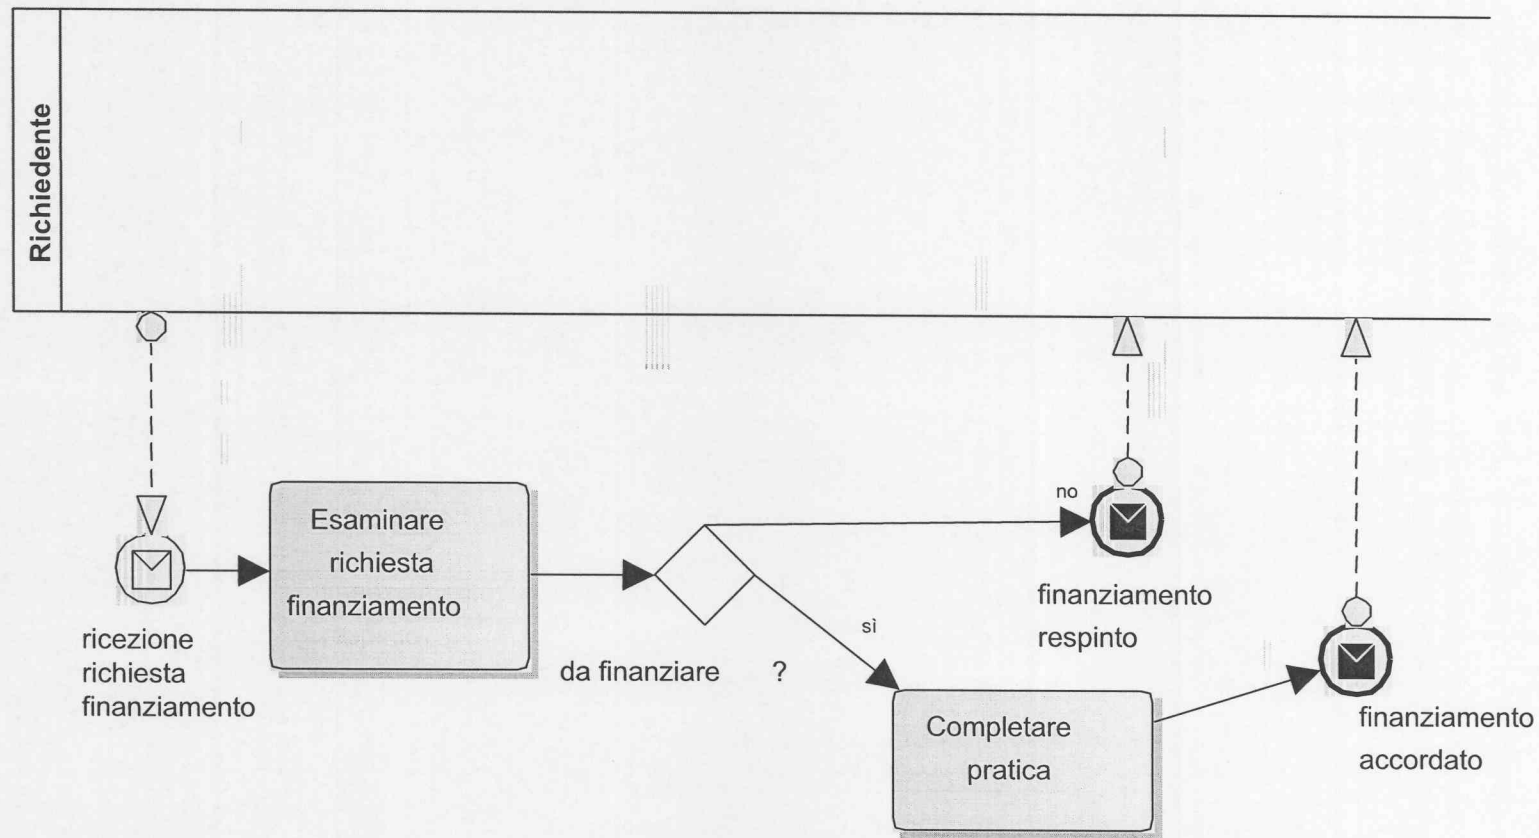 Richiedente
ricezione
richiesta
finanziamento
Esaminare
richiesta
finanziamento
da finanziare ?
no
sì
finanziamento
respinto
Completare
pratica
finanziamento
accordato